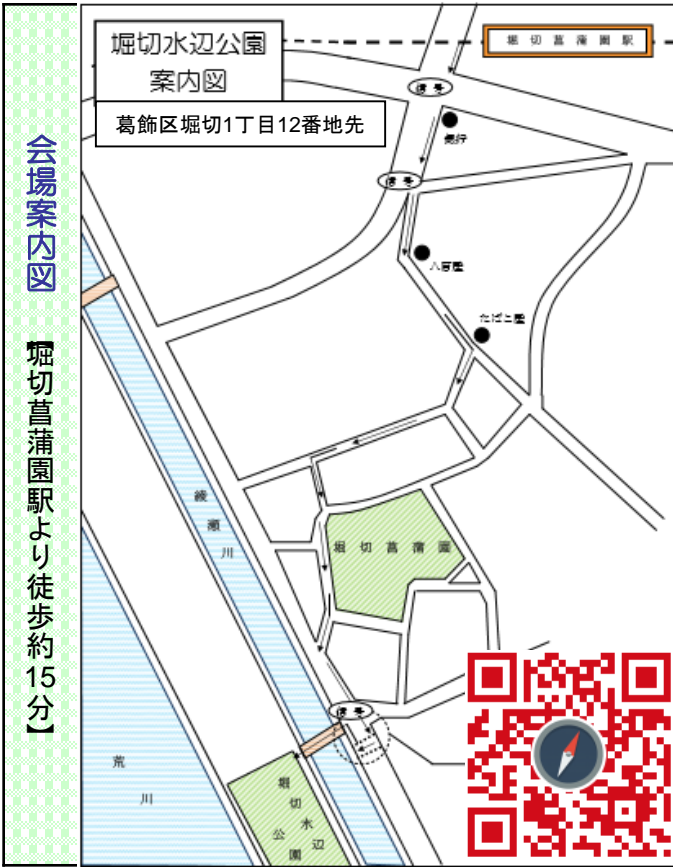 会場案内図
【堀切菖蒲園駅より徒歩約15分】
堀切水辺公園
案内図
葛飾区堀切1丁目12番地先
堀切菖蒲園駅
信号
銀行
信号
八百屋
たばこ屋
綾瀬川
堀切菖蒲園
信号
荒川
堀切水辺公園